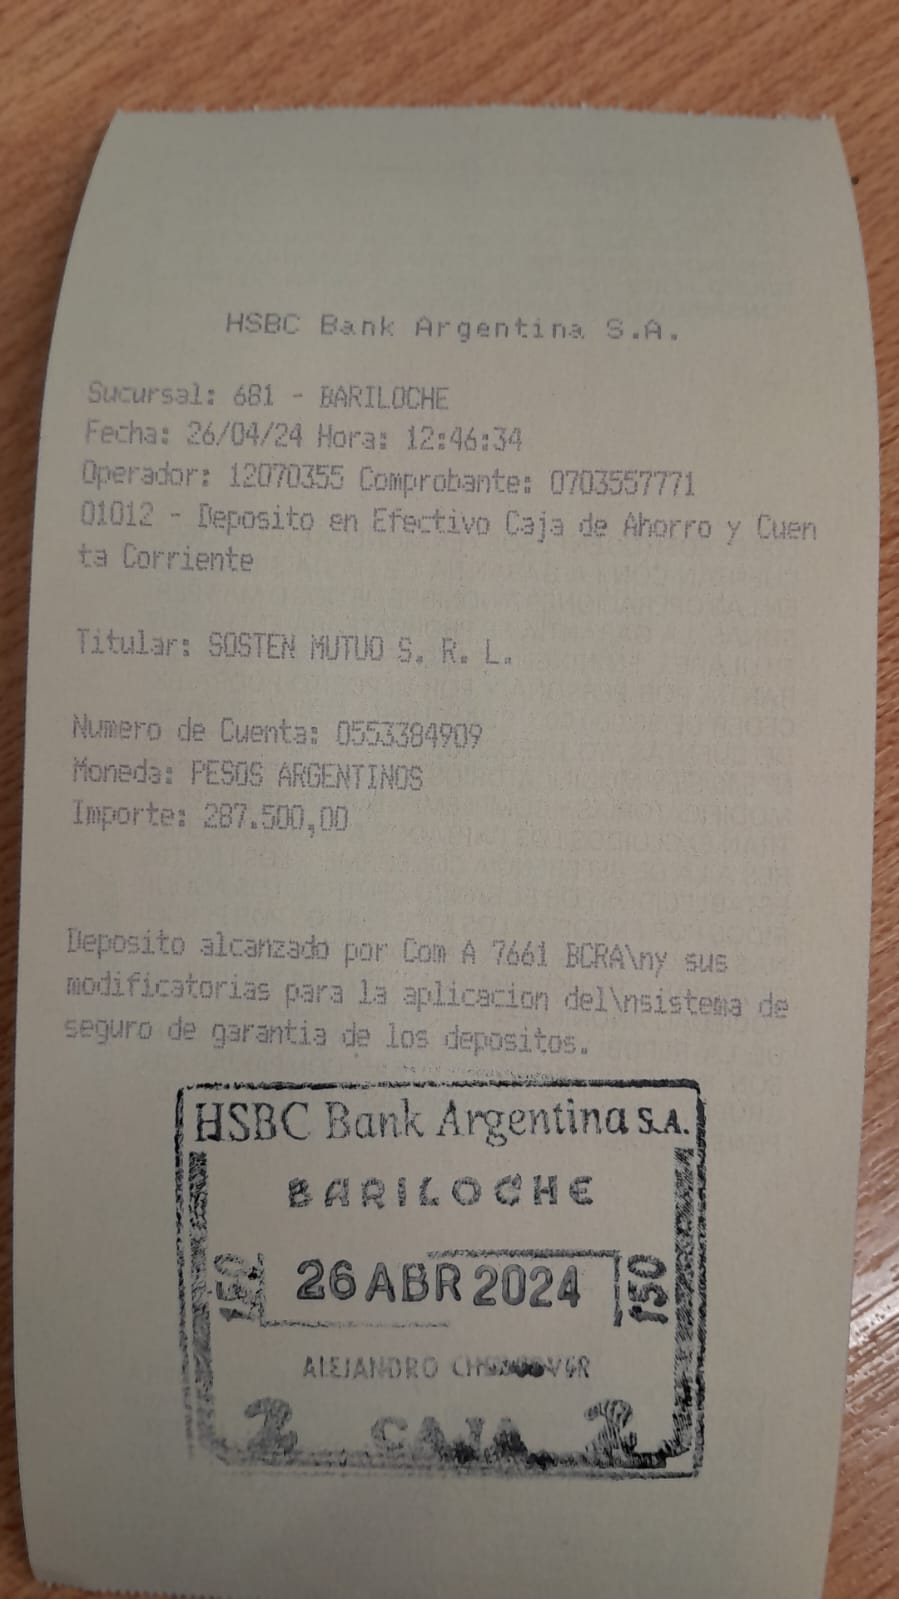 HSBC Bank Argentina S.A.
Sucursal: 681 - BARILOCHE
Fecha: 26/04/24 Hora: 12:46:34
Operador: 12070355 Comprobante: 0703557771
01012 - Deposito en Efectivo Caja de Ahorro y Cuen
ta Corriente
Titular: SOSTEN MUTUO S. R. L.
Numero de Cuenta: 0553384909
Moneda: PESOS ARGENTINOS
Importe: 287.500,00
Deposito alcanzado por Com A 7661 BCRA\ny sus
modificatorias para la aplicacion del\nsistema de
seguro de garantia de los depositos.
HSBC Bank Argentina S.A.
BARILOCHE
150 26 ABR 2024 150
ALEJANDRO
2 CAJA 2